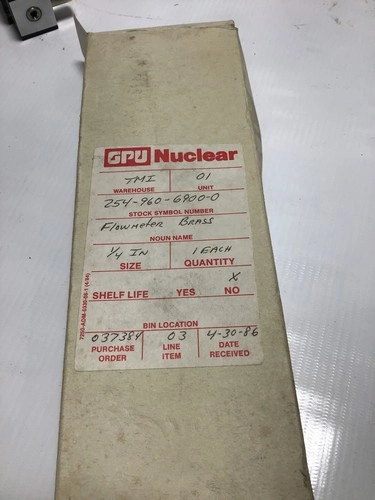 GPU Nuclear
TMI 01
WAREHOUSE UNIT
254-960-6900-0
STOCK SYMBOL NUMBER
FLOWMETER BRASS
NOUN NAME
1/4 IN 1 EACH
SIZE QUANTITY
X
SHELF LIFE YES NO
BIN LOCATION
037384 03 4-30-86
PURCHASE ORDER LINE ITEM DATE RECEIVED